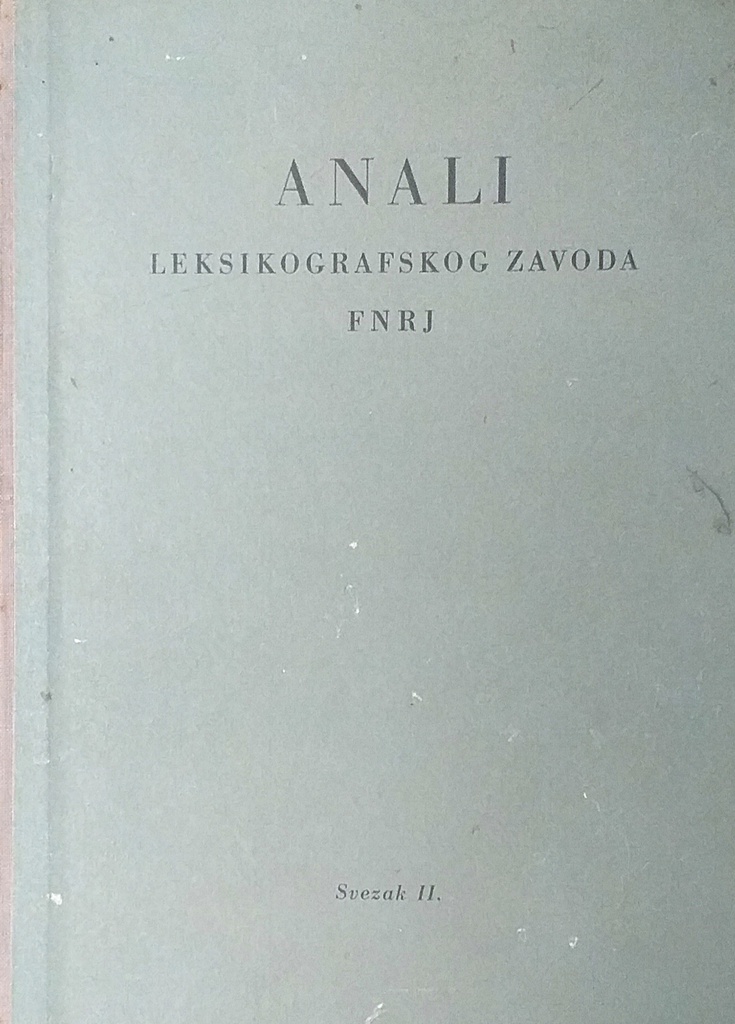 ANALI
LEKSIKOGRAFSKOG ZAVODA
FNRJ
Svezak II.